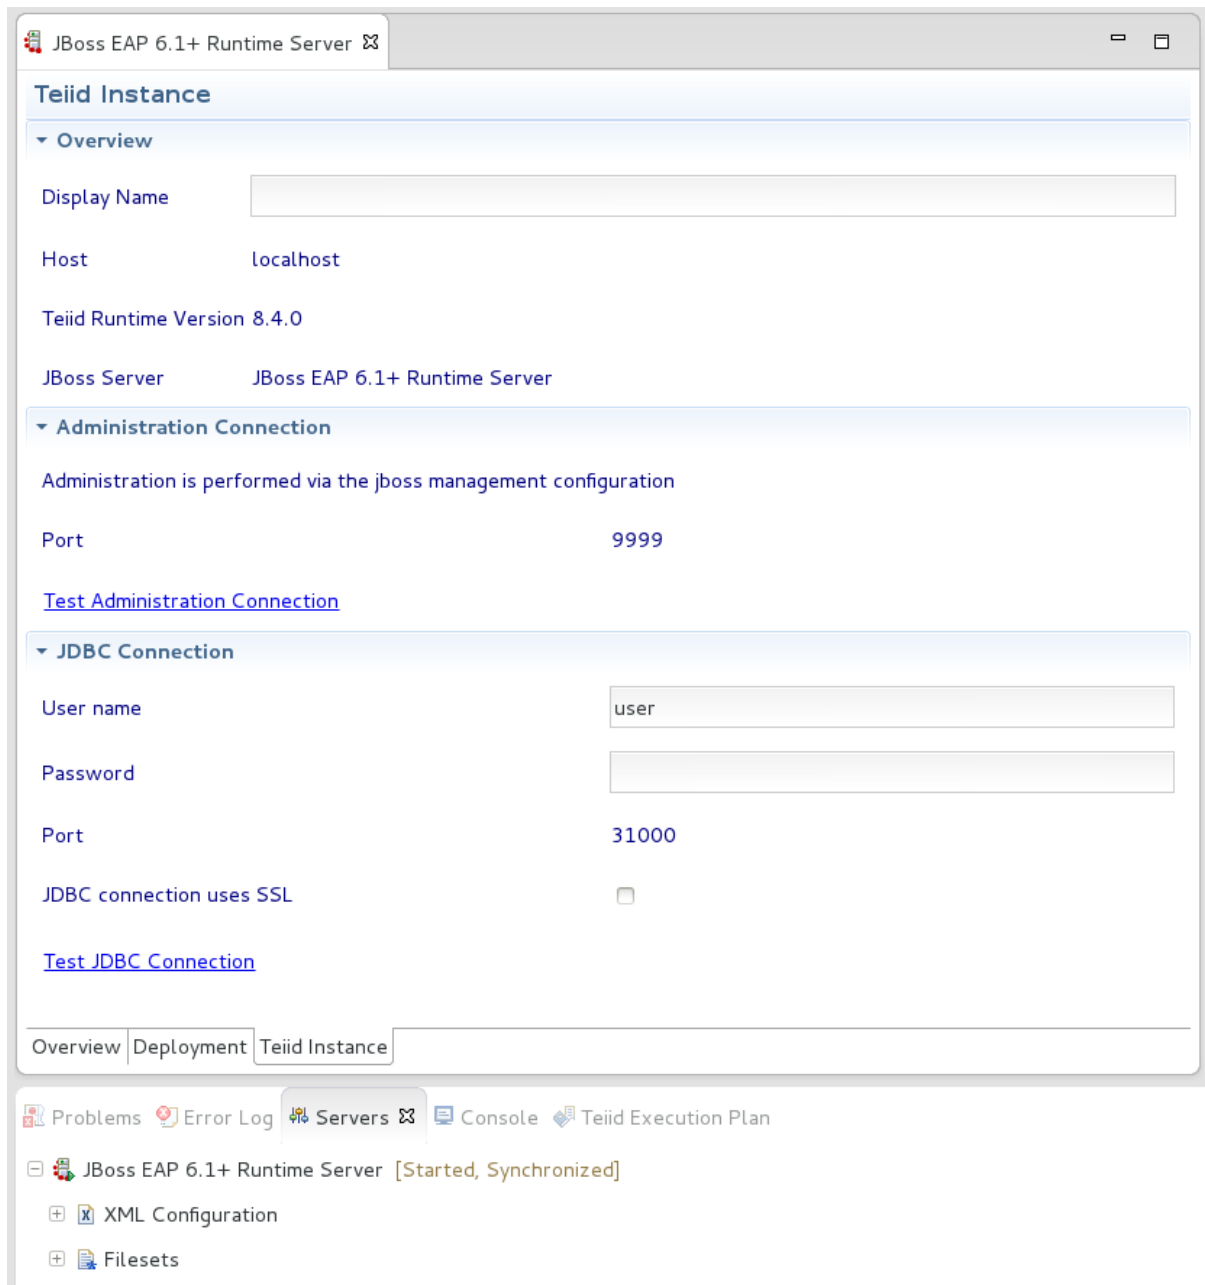 JBoss EAP 6.1+ Runtime Server
Teiid Instance
Overview
Display Name
Host localhost
Teiid Runtime Version 8.4.0
JBoss Server JBoss EAP 6.1+ Runtime Server
Administration Connection
Administration is performed via the jboss management configuration
Port 9999
Test Administration Connection
JDBC Connection
User name user
Password
Port 31000
JDBC connection uses SSL
Test JDBC Connection
Overview Deployment Teiid Instance
Problems Error Log Servers Console Teiid Execution Plan
JBoss EAP 6.1+ Runtime Server [Started, Synchronized]
XML Configuration
Filesets